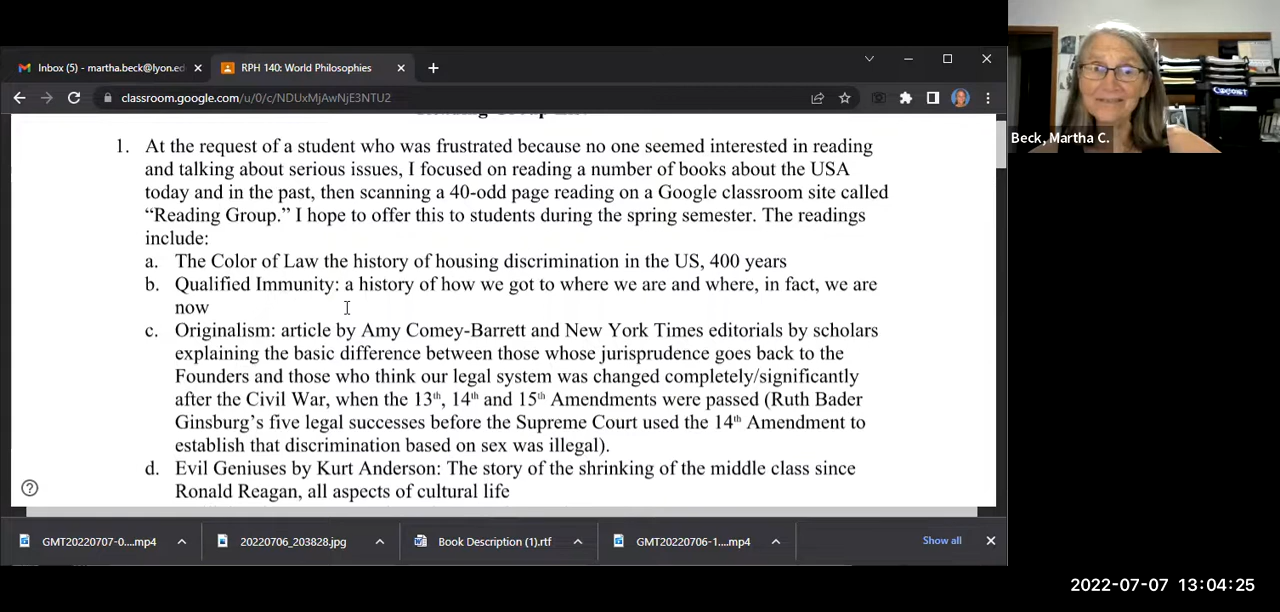 Inbox (5) - martha.beck@lyon.ed
RPH 140: World Philosophies
classroom.google.com/u/0/c/NDUxMjAwNjE3NTU2
Beck, Martha C.
1. At the request of a student who was frustrated because no one seemed interested in reading
and talking about serious issues, I focused on reading a number of books about the USA
today and in the past, then scanning a 40-odd page reading on a Google classroom site called
“Reading Group.” I hope to offer this to students during the spring semester. The readings
include:
a. The Color of Law the history of housing discrimination in the US, 400 years
b. Qualified Immunity: a history of how we got to where we are and where, in fact, we are
now
c. Originalism: article by Amy Comey-Barrett and New York Times editorials by scholars
explaining the basic difference between those whose jurisprudence goes back to the
Founders and those who think our legal system was changed completely/significantly
after the Civil War, when the 13th, 14th and 15th Amendments were passed (Ruth Bader
Ginsburg’s five legal successes before the Supreme Court used the 14th Amendment to
establish that discrimination based on sex was illegal).
d. Evil Geniuses by Kurt Anderson: The story of the shrinking of the middle class since
Ronald Reagan, all aspects of cultural life
GMT20220707-0....mp4
20220706_203828.jpg
Book Description (1).rtf
GMT20220706-1....mp4
Show all
2022-07-07 13:04:25